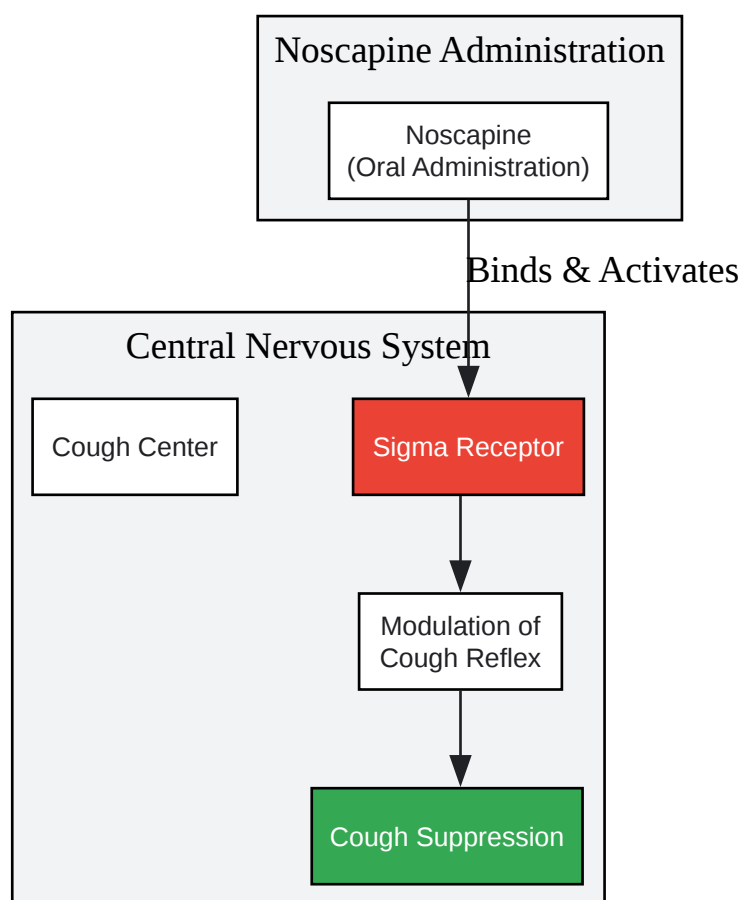 Noscapine Administration
Noscapine
(Oral Administration)
Binds & Activates
Central Nervous System
Cough Center
Sigma Receptor
Modulation of
Cough Reflex
Cough Suppression